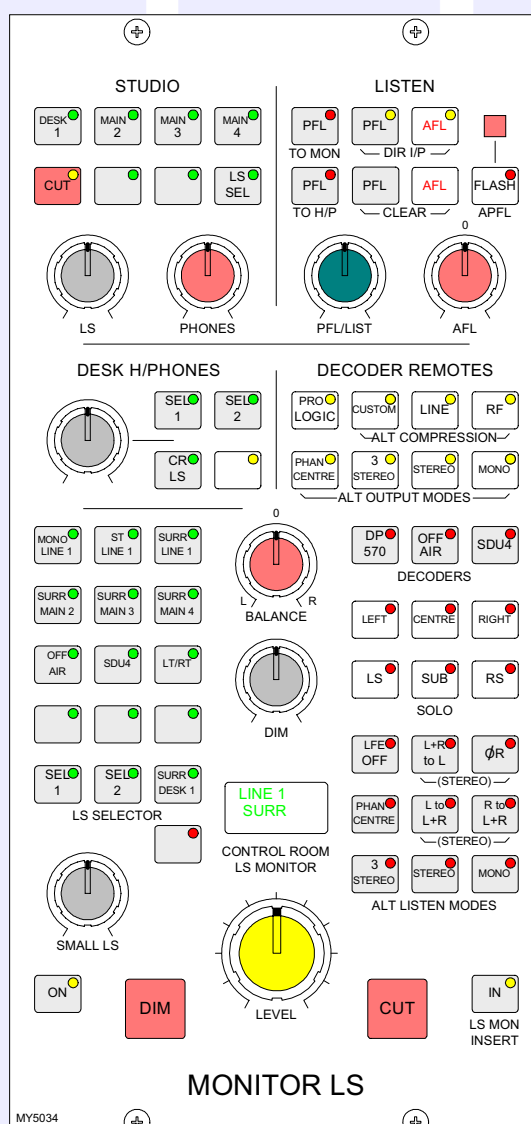 STUDIO
DESK 1
MAIN 2
MAIN 3
MAIN 4
CUT
LS SEL
LS
PHONES
LISTEN
PFL
PFL
AFL
TO MON
DIR I/P
PFL
PFL
AFL
FLASH
TO H/P
CLEAR
APFL
0
PFL/LIST
AFL
DESK H/PHONES
SEL 1
SEL 2
CR LS
DECODER REMOTES
PRO LOGIC
CUSTOM
LINE
RF
ALT COMPRESSION
PHAN CENTRE
3 STEREO
STEREO
MONO
ALT OUTPUT MODES
MONO LINE 1
ST LINE 1
SURR LINE 1
SURR MAIN 2
SURR MAIN 3
SURR MAIN 4
OFF AIR
SDU4
LT/RT
SEL 1
SEL 2
SURR DESK 1
LS SELECTOR
SMALL LS
0
L
R
BALANCE
DIM
LINE 1
SURR
CONTROL ROOM
LS MONITOR
DP 570
OFF AIR
SDU4
DECODERS
LEFT
CENTRE
RIGHT
LS
SUB
RS
SOLO
LFE OFF
L+R to L
ØR
(STEREO)
PHAN CENTRE
L to L+R
R to L+R
(STEREO)
3 STEREO
STEREO
MONO
ALT LISTEN MODES
ON
DIM
LEVEL
CUT
IN
LS MON
INSERT
MONITOR LS
MY5034